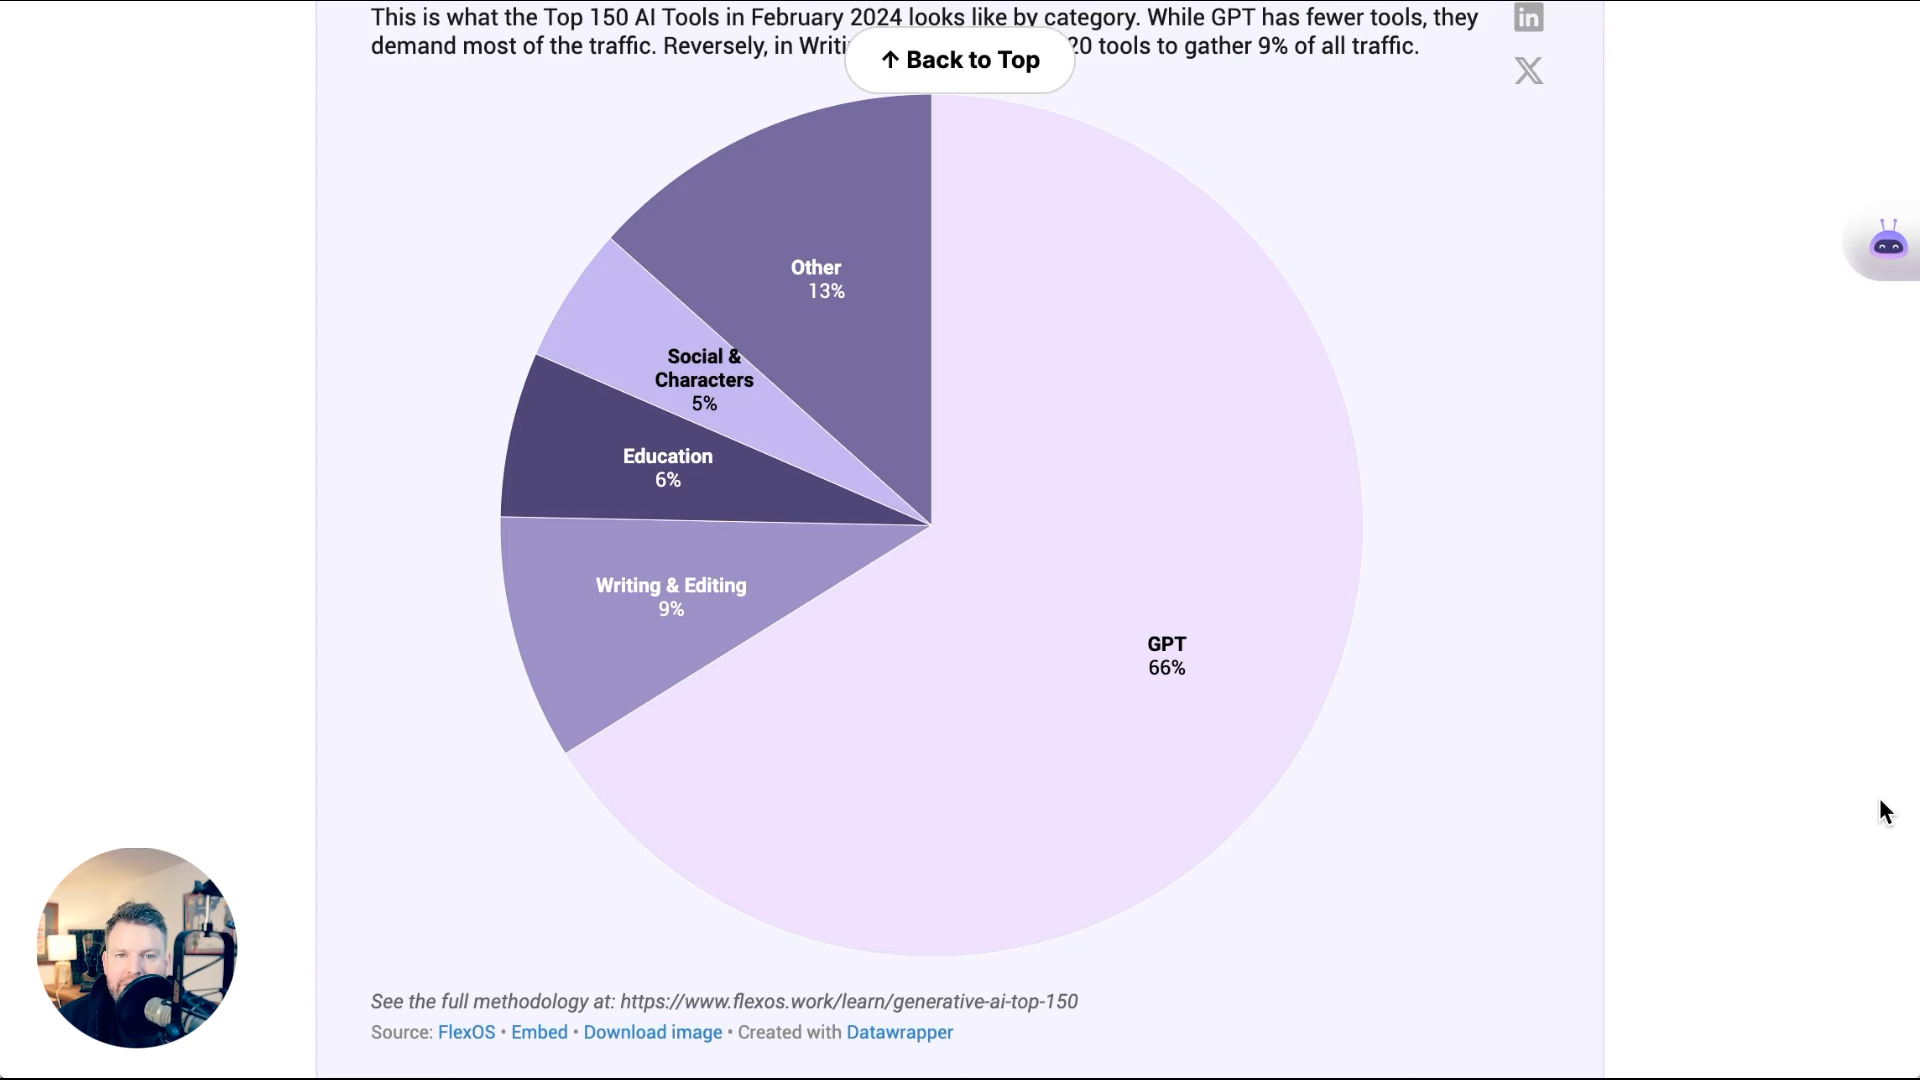 This is what the Top 150 AI Tools in February 2024 looks like by category. While GPT has fewer tools, they
demand most of the traffic. Reversely, in 20 tools to gather 9% of all traffic.
in
X
↑ Back to Top
Other
13%
Social &
Characters
5%
Education
6%
Writing & Editing
9%
GPT
66%
See the full methodology at: https://www.flexos.work/learn/generative-ai-top-150
Source: FlexOS • Embed • Download image • Created with Datawrapper